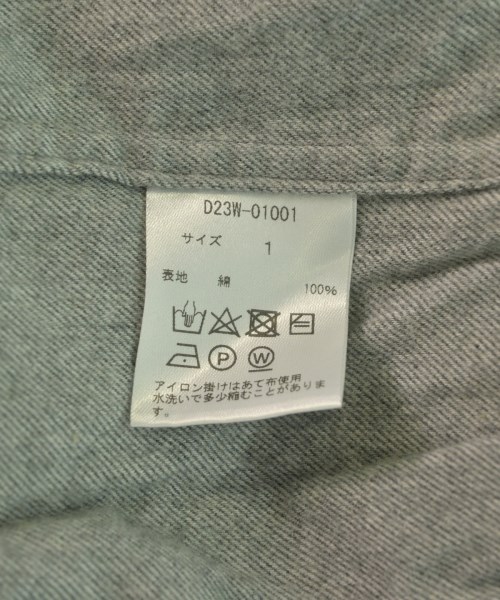 D23W-01001
サイズ 1
表地 綿 100%
P W
アイロン掛けはあて布使用
水洗いで多少縮むことがありま
す。